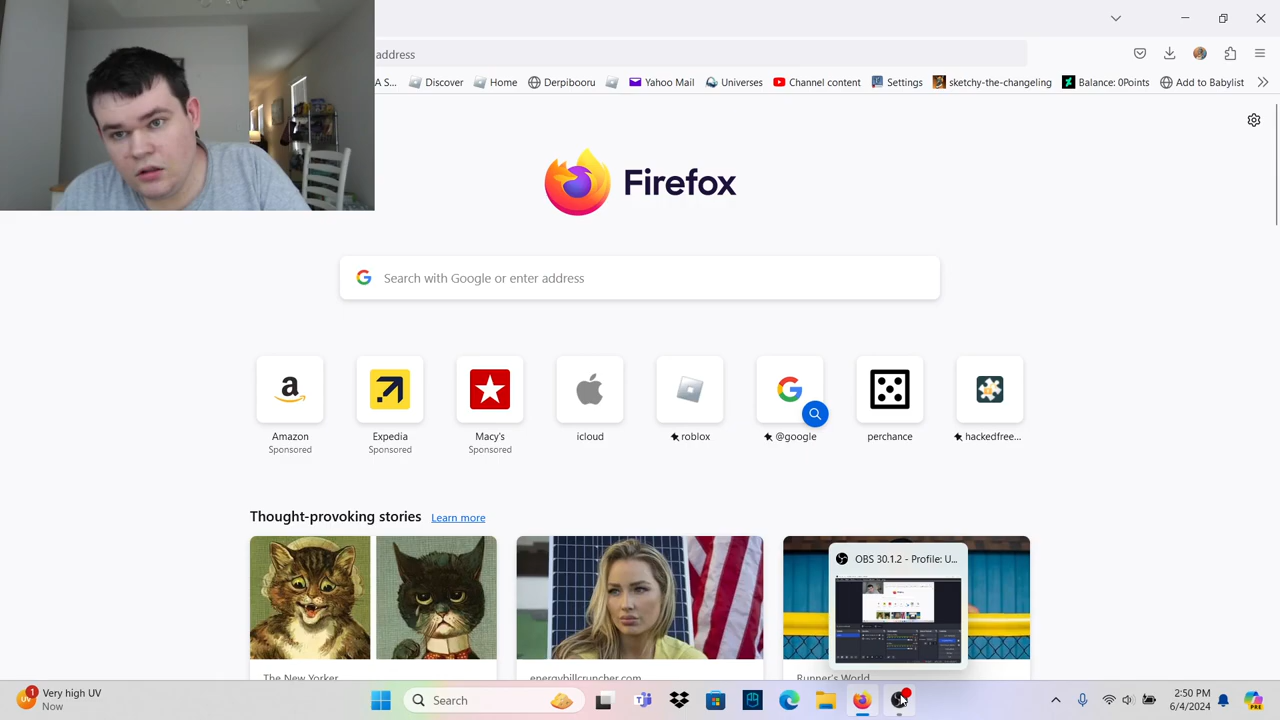 address
A S...
Discover
Home
Derpibooru
Yahoo Mail
Universes
Channel content
Settings
sketchy-the-changeling
Balance: 0Points
Add to Babylist
Firefox
Search with Google or enter address
a
Amazon
Sponsored
Expedia
Sponsored
Macy's
Sponsored
icloud
roblox
@google
perchance
hackedfree...
Thought-provoking stories Learn more
OBS 30.1.2 - Profile: U...
The New Yorker
energybillcruncher.com
Runner's World
1
Very high UV
Now
Search
2:50 PM
6/4/2024